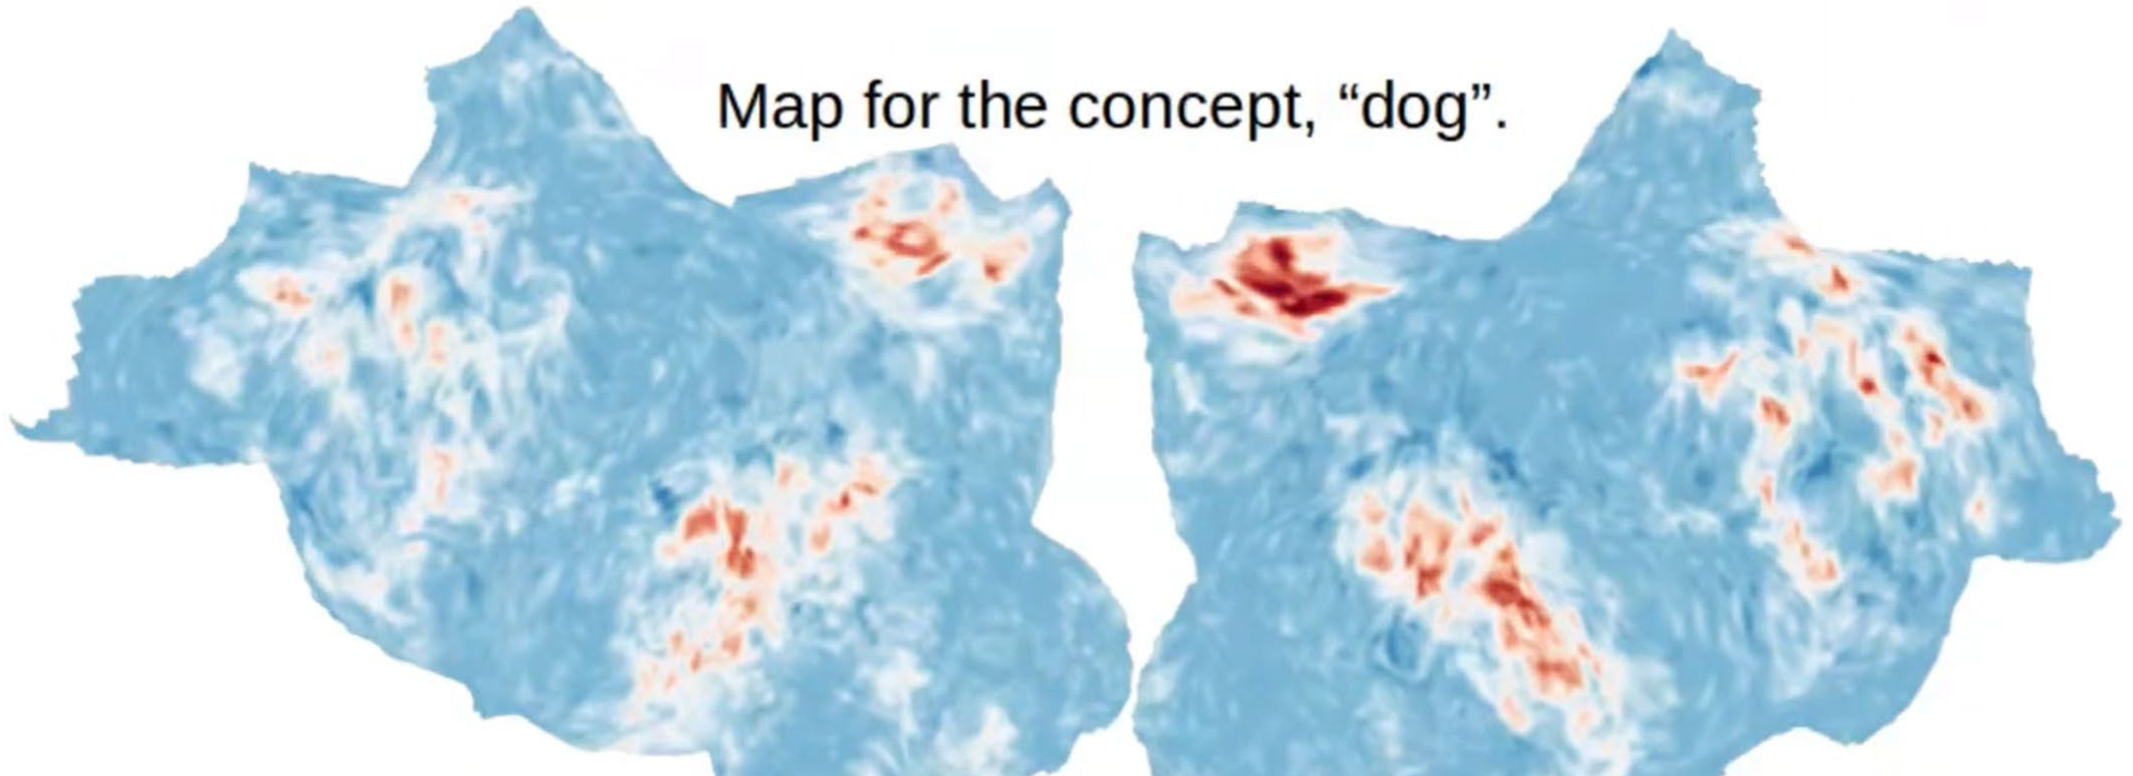 Map for the concept, “dog”.